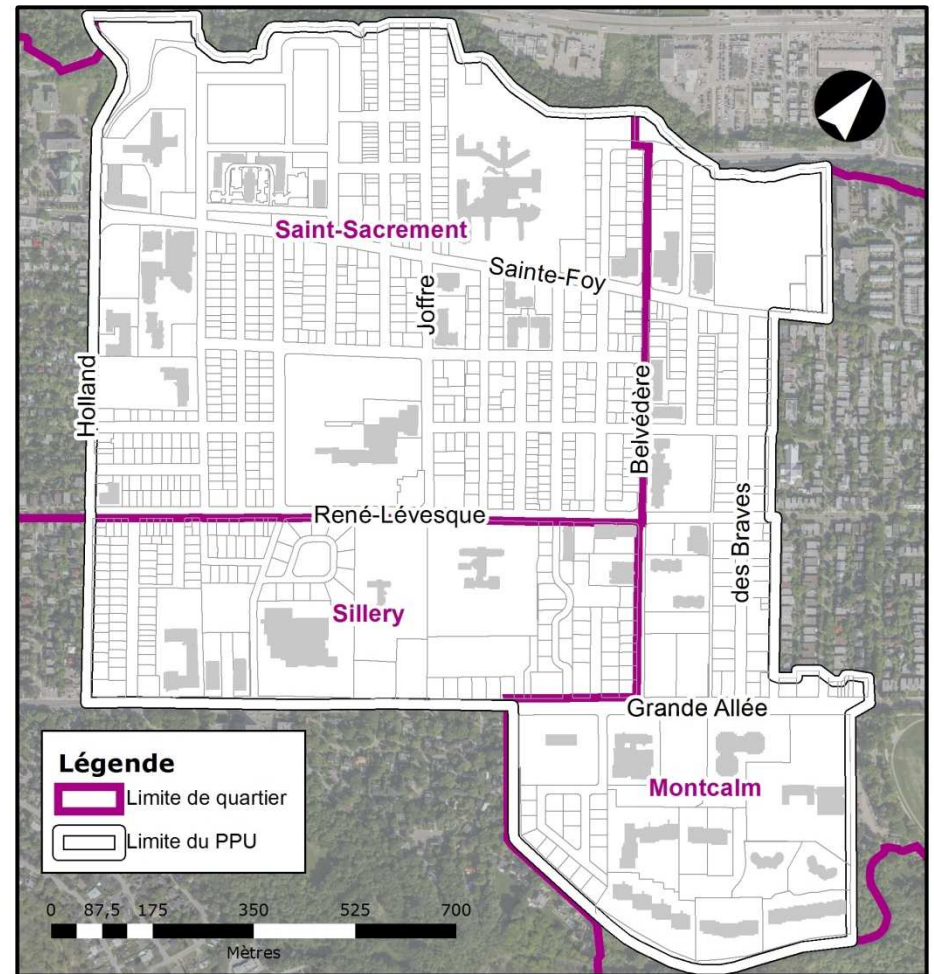 Saint-Sacrement
Sainte-Foy
Joffre
Holland
Belvédère
René-Lévesque
des Braves
Sillery
Grande Allée
Montcalm
Légende
Limite de quartier
Limite du PPU
0 87,5 175 350 525 700
Mètres